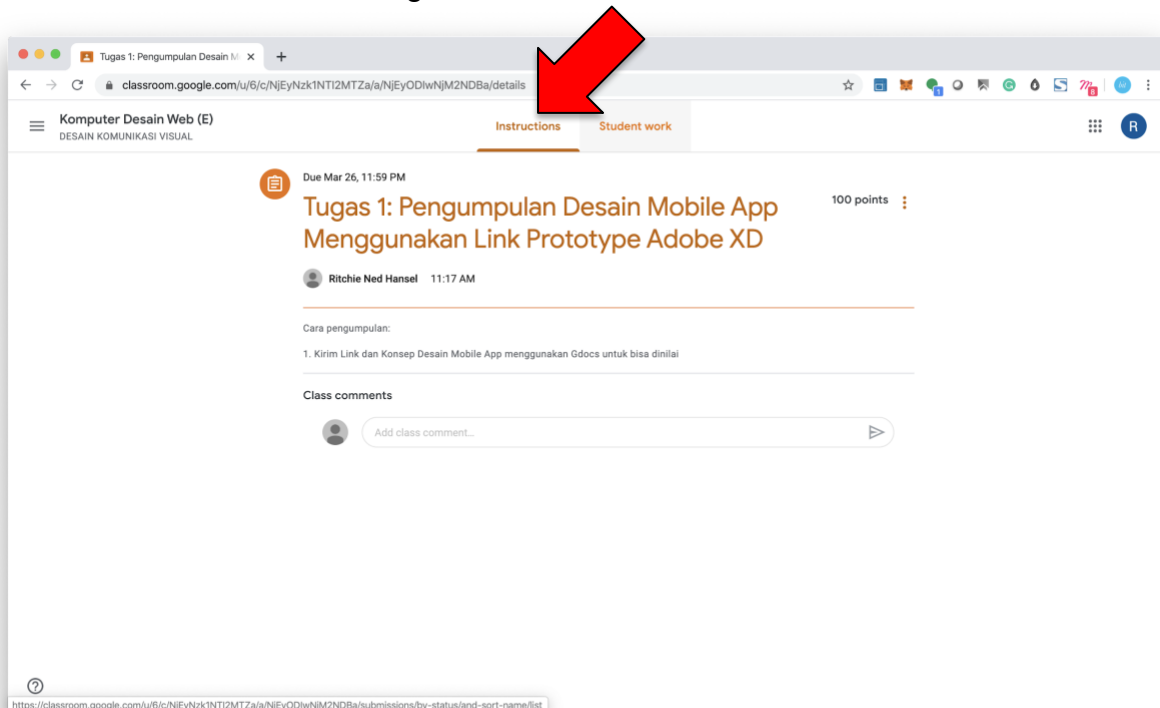 Tugas 1: Pengumpulan Desain M
classroom.google.com/u/6/c/NjEyNzk1NTI2MTZa/a/NjEyODIwNjM2NDBa/details
Komputer Desain Web (E)
DESAIN KOMUNIKASI VISUAL
Instructions
Student work
R
Due Mar 26, 11:59 PM
Tugas 1: Pengumpulan Desain Mobile App
Menggunakan Link Prototype Adobe XD
100 points
Ritchie Ned Hansel 11:17 AM
Cara pengumpulan:
1. Kirim Link dan Konsep Desain Mobile App menggunakan Gdocs untuk bisa dinilai
Class comments
Add class comment...
https://classroom.google.com/u/6/c/NjEyNzk1NTI2MTZa/a/NjEyODIwNjM2NDBa/submissions/by-status/and-sort-name/list